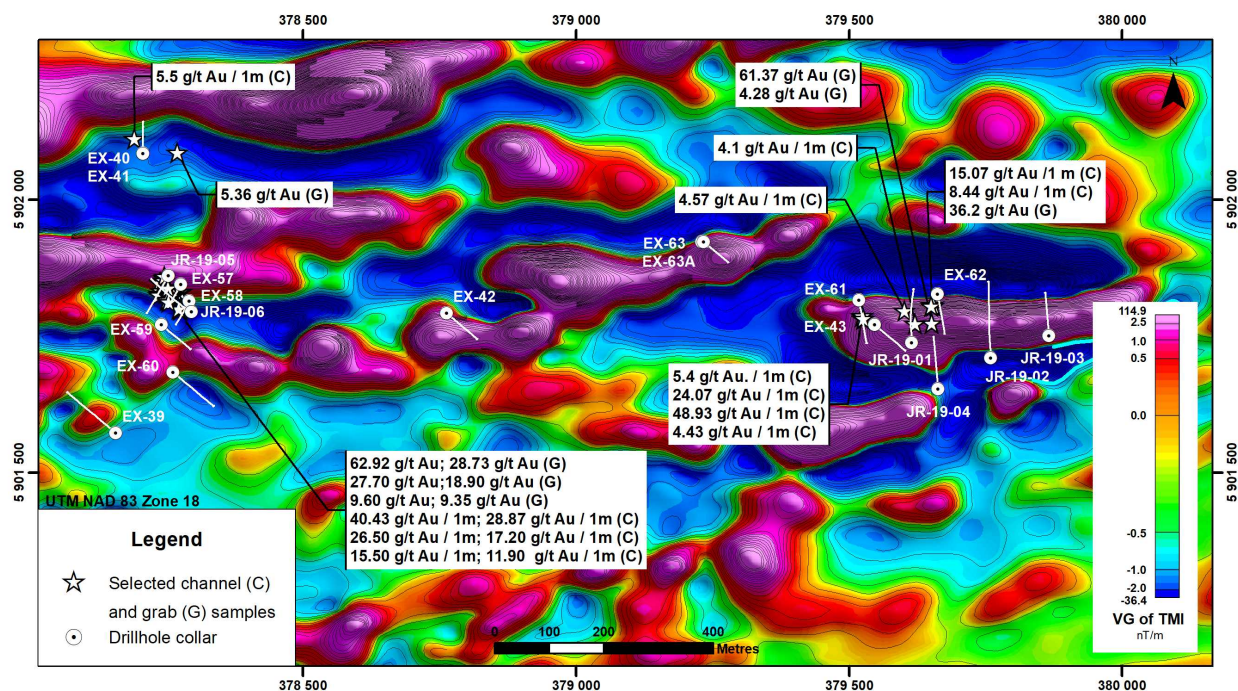 378 500
379 000
379 500
380 000
5.5 g/t Au / 1m (C)
61.37 g/t Au (G)
4.28 g/t Au (G)
N
EX-40
EX-41
4.1 g/t Au / 1m (C)
15.07 g/t Au /1 m (C)
8.44 g/t Au / 1m (C)
36.2 g/t Au (G)
5.36 g/t Au (G)
4.57 g/t Au / 1m (C)
5 902 000
5 902 000
EX-63
EX-63A
JR-19-05
EX-57
EX-58
JR-19-06
EX-59
EX-42
EX-61
EX-62
EX-43
JR-19-01
JR-19-02
JR-19-03
JR-19-04
EX-60
EX-39
5.4 g/t Au. / 1m (C)
24.07 g/t Au / 1m (C)
48.93 g/t Au / 1m (C)
4.43 g/t Au / 1m (C)
114.9
2.5
1.0
0.5
0.0
-0.5
-1.0
-2.0
-36.4
VG of TMI
nT/m
5 901 500
5 901 500
62.92 g/t Au; 28.73 g/t Au (G)
27.70 g/t Au;18.90 g/t Au (G)
9.60 g/t Au; 9.35 g/t Au (G)
40.43 g/t Au / 1m; 28.87 g/t Au / 1m (C)
26.50 g/t Au / 1m; 17.20 g/t Au / 1m (C)
15.50 g/t Au / 1m; 11.90 g/t Au / 1m (C)
UTM NAD 83 Zone 18
Legend
Selected channel (C)
and grab (G) samples
Drillhole collar
0 100 200 400
Metres
378 500
379 000
379 500
380 000